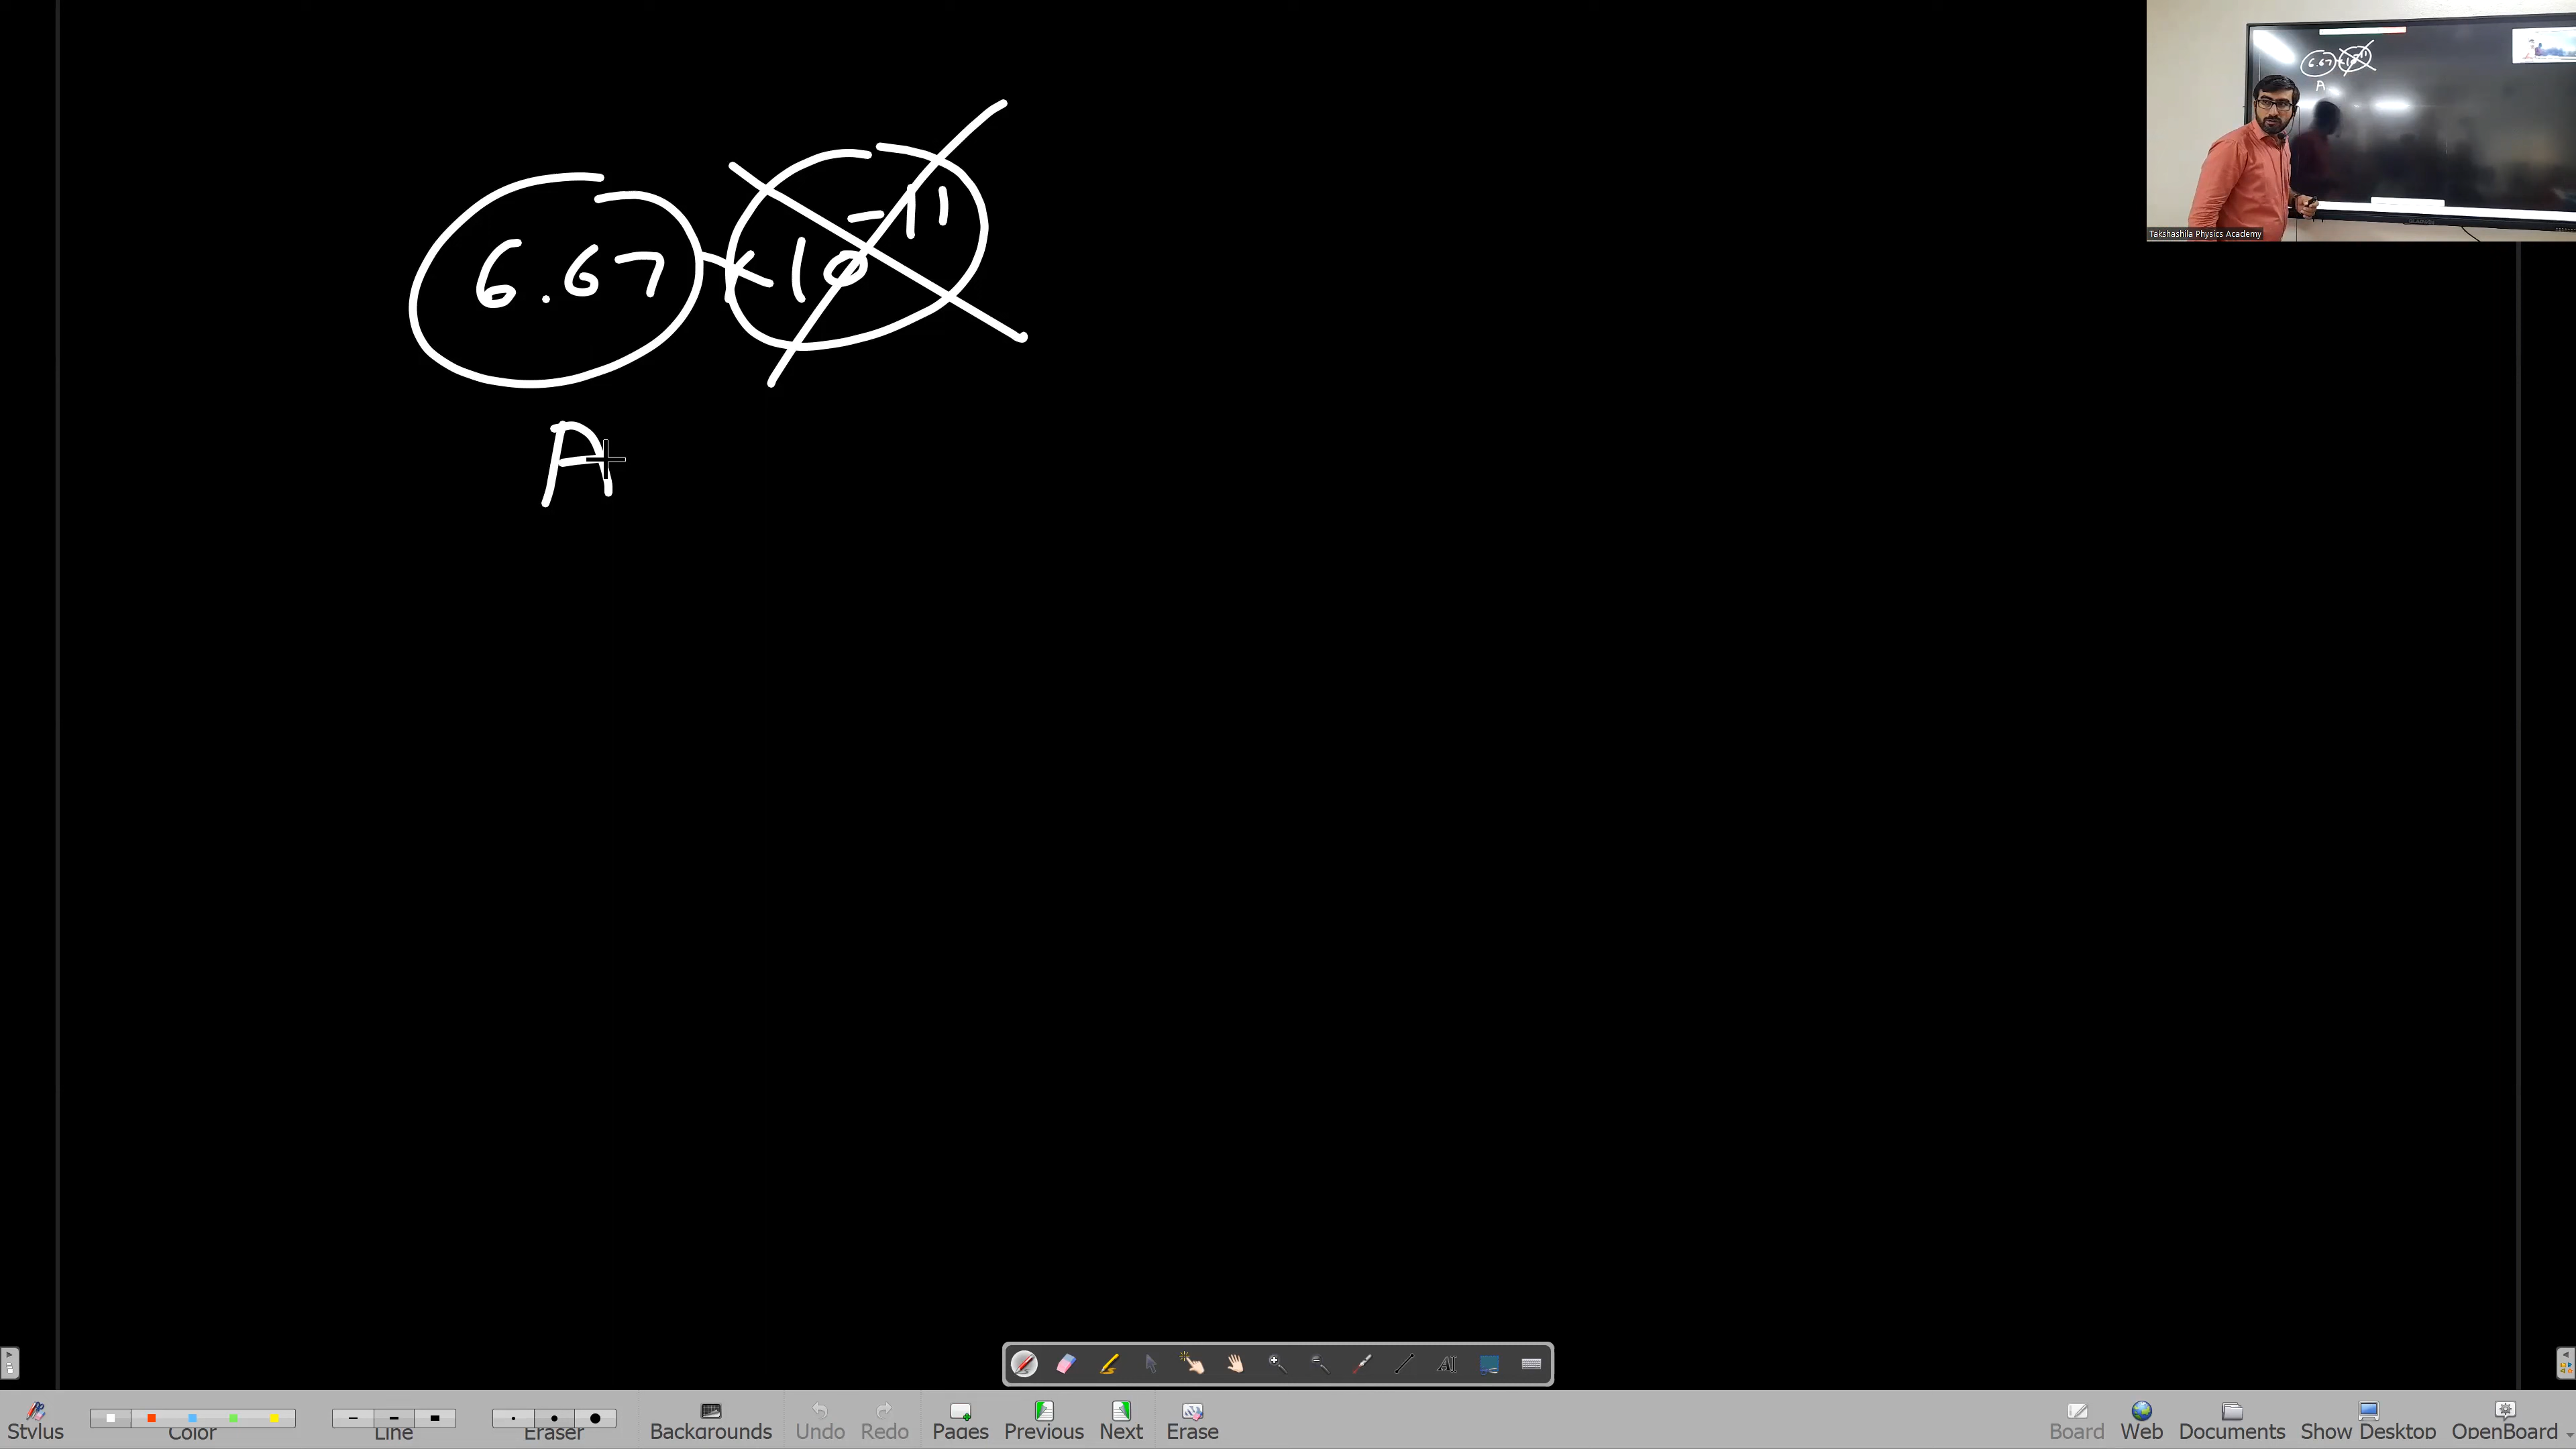 6.67 × 10⁻¹¹
A
Takshashila Physics Academy
Stylus Color Line Eraser Backgrounds Undo Redo Pages Previous Next Erase Board Web Documents Show Desktop OpenBoard